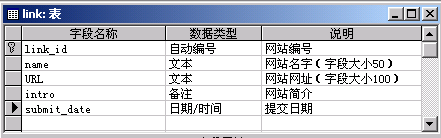 link: 表
字段名称 数据类型 说明
link_id 自动编号 网站编号
name 文本 网站名字(字段大小50)
URL 文本 网站网址(字段大小100)
intro 备注 网站简介
submit_date 日期/时间 提交日期